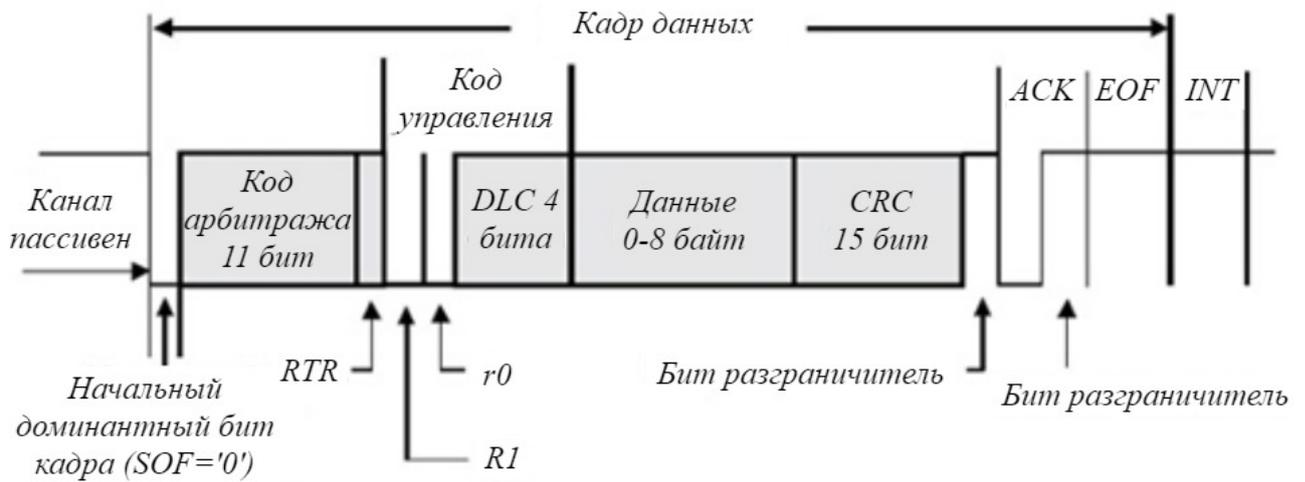 Кадр данных
Код
управления
ACK
EOF
INT
Канал
пассивен
Код
арбитража
11 бит
DLC 4
бита
Данные
0-8 байт
CRC
15 бит
RTR
r0
R1
Бит разграничитель
Бит разграничитель
Начальный
доминантный бит
кадра (SOF='0')